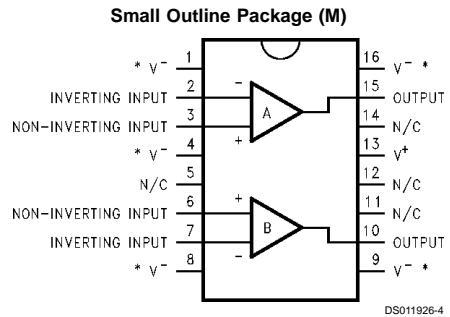 Small Outline Package (M)
* V⁻ 1
16 V⁻ *
INVERTING INPUT 2
−
15 OUTPUT
A
NON-INVERTING INPUT 3
+
14 N/C
* V⁻ 4
13 V⁺
N/C 5
12 N/C
NON-INVERTING INPUT 6
+
11 N/C
B
INVERTING INPUT 7
−
10 OUTPUT
* V⁻ 8
9 V⁻ *
DS011926-4